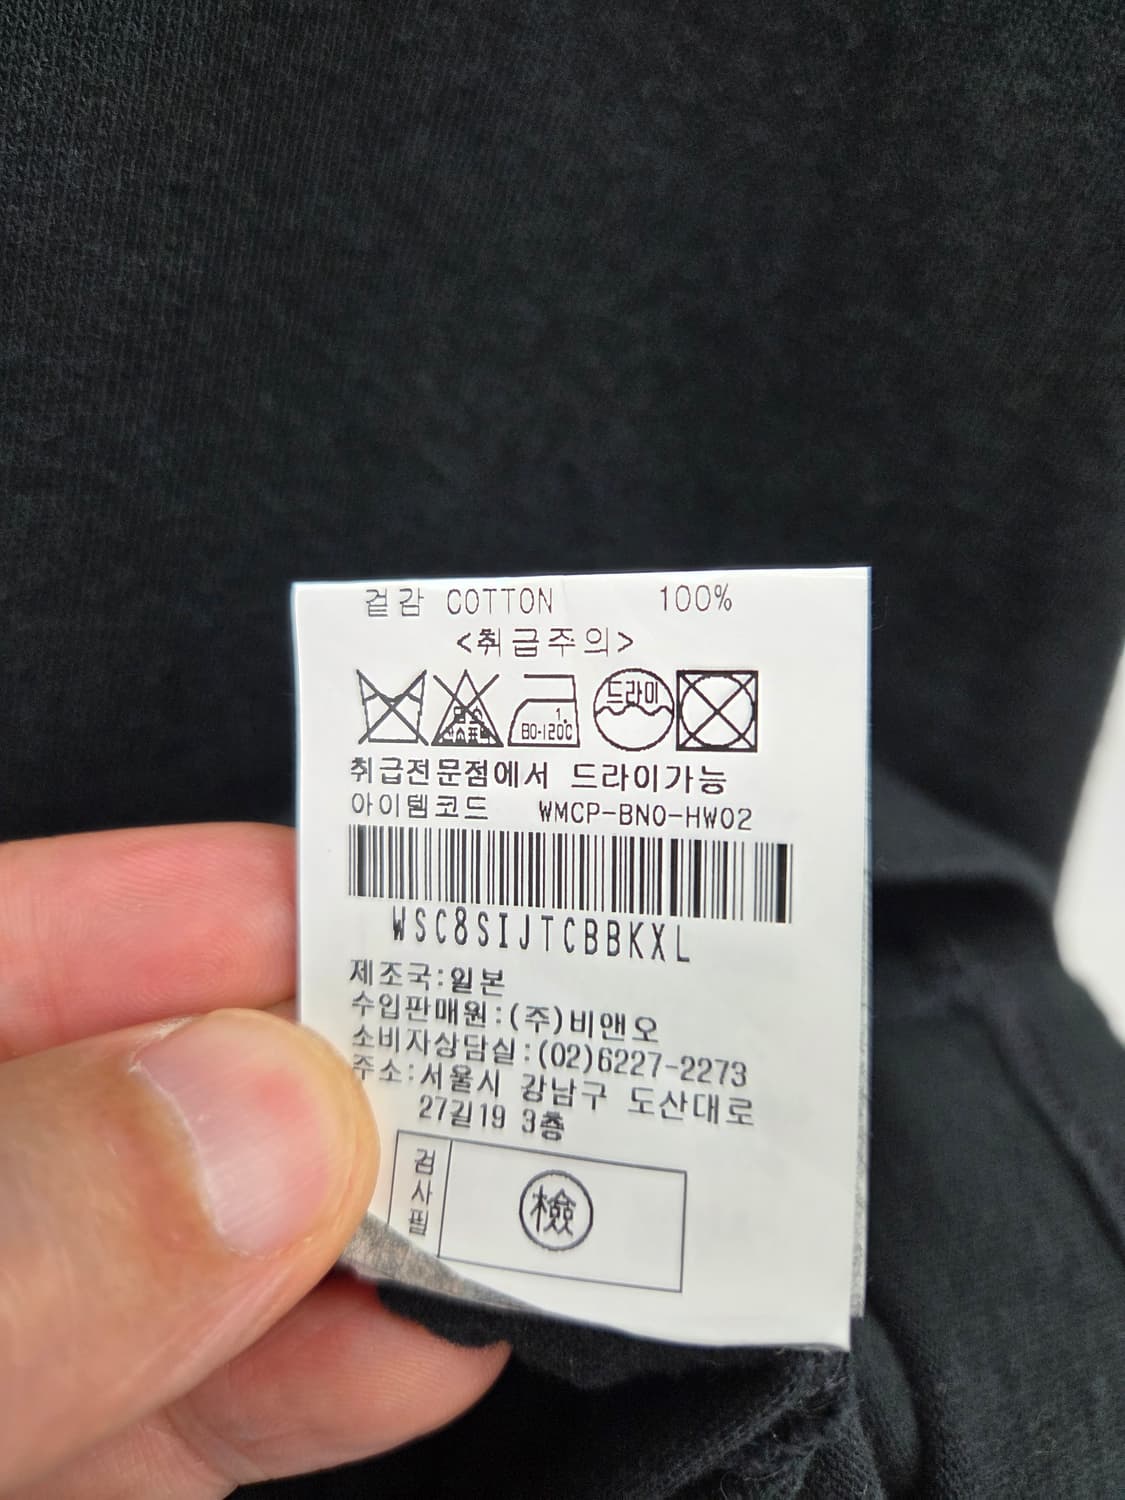 겉감 COTTON 100%
<취급주의>
드라이
80-120C
취급전문점에서 드라이가능
아이템코드 WMCP-BNO-HW02
WSC8SIJTCBBKXL
제조국:일본
수입판매원:(주)비앤오
소비자상담실:(02)6227-2273
주소:서울시 강남구 도산대로
27길19 3층
검사필
檢